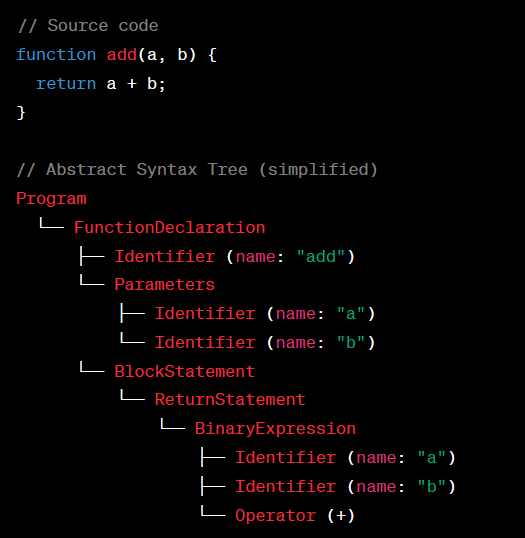 // Source code
function add(a, b) {
  return a + b;
}

// Abstract Syntax Tree (simplified)
Program
  └── FunctionDeclaration
      ├── Identifier (name: "add")
      └── Parameters
          ├── Identifier (name: "a")
          └── Identifier (name: "b")
      └── BlockStatement
          └── ReturnStatement
              └── BinaryExpression
                  ├── Identifier (name: "a")
                  ├── Identifier (name: "b")
                  └── Operator (+)